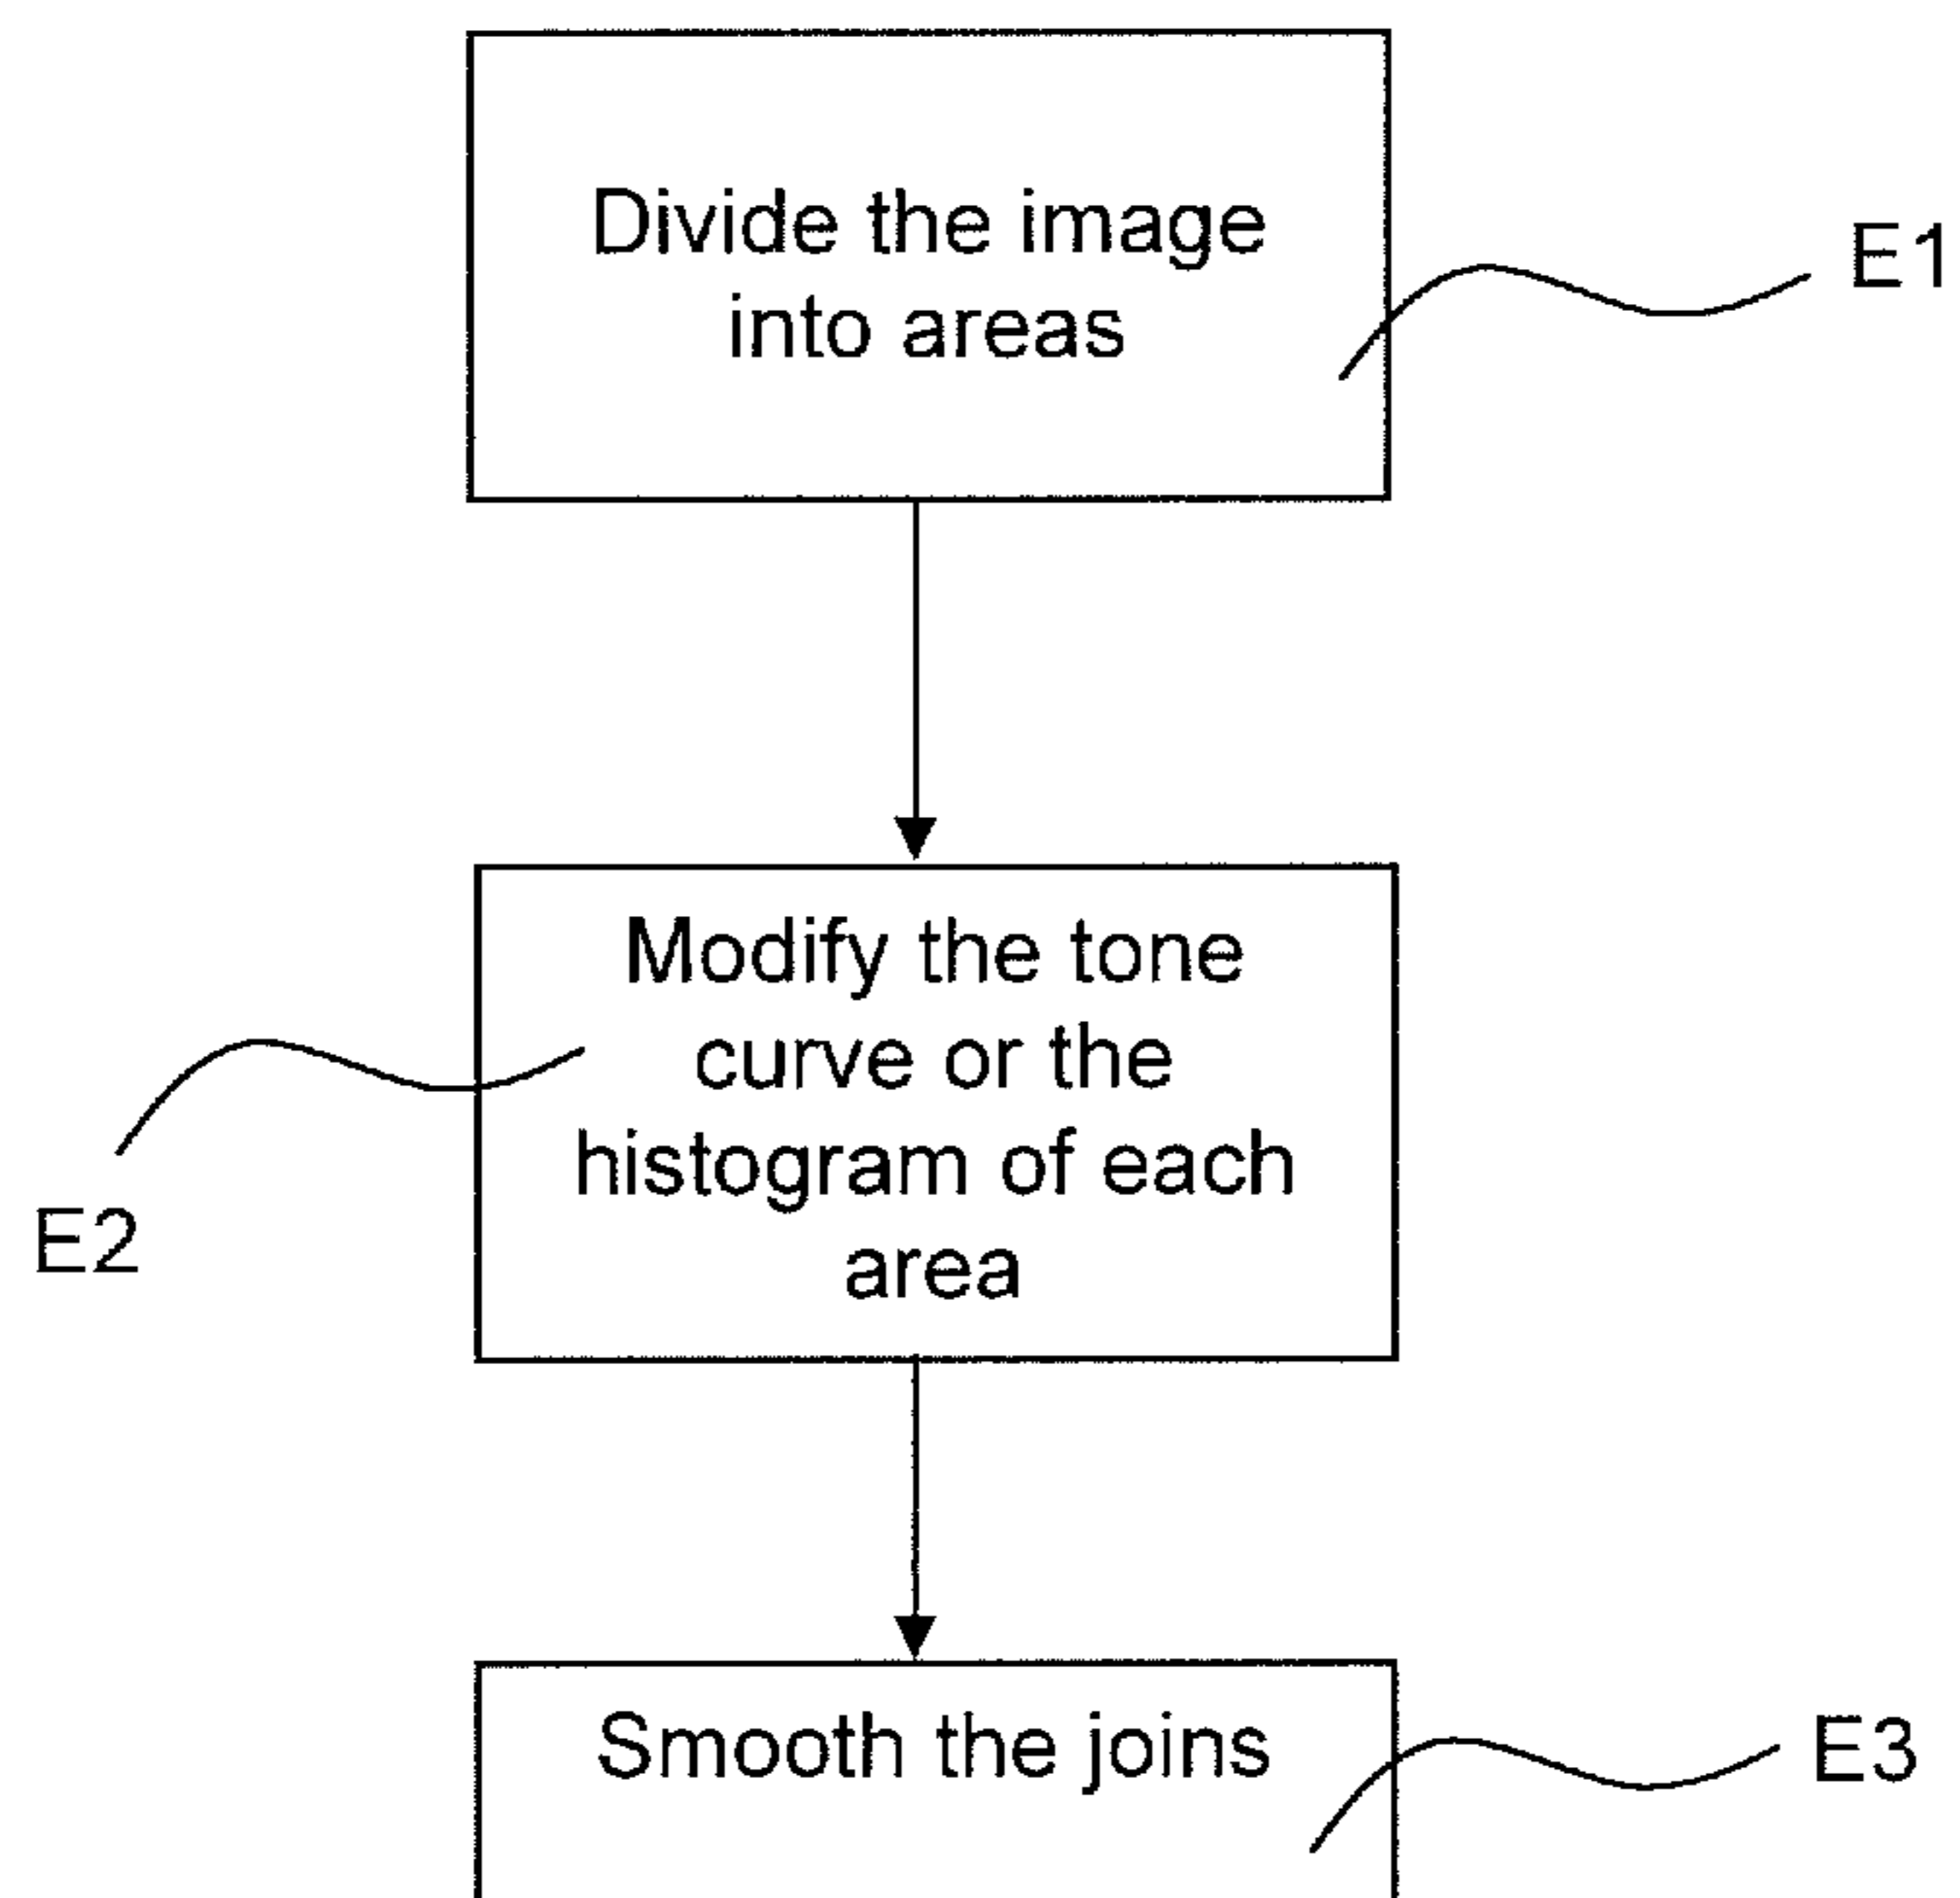 Divide the image
into areas
E1
Modify the tone
curve or the
histogram of each
area
E2
Smooth the joins
E3